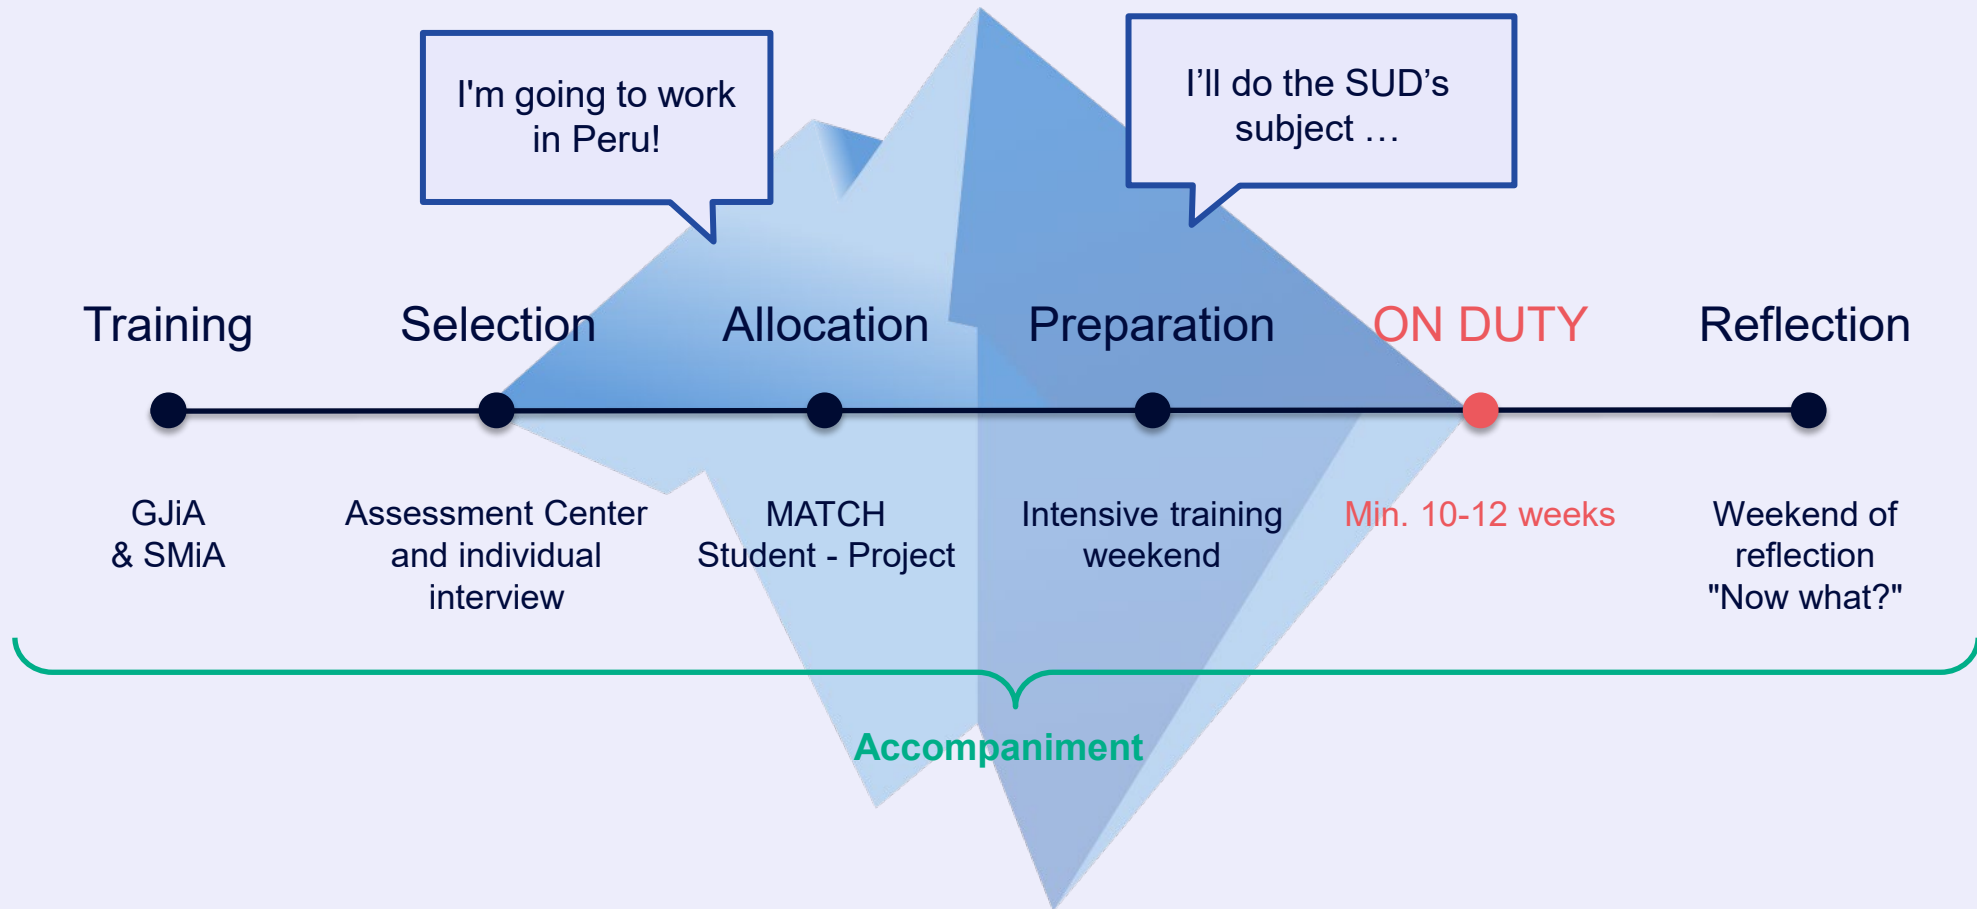 I'm going to work
in Peru!
I’ll do the SUD’s
subject …
Training
Selection
Allocation
Preparation
ON DUTY
Reflection
GJiA
& SMiA
Assessment Center
and individual
interview
MATCH
Student - Project
Intensive training
weekend
Min. 10-12 weeks
Weekend of
reflection
"Now what?"
Accompaniment